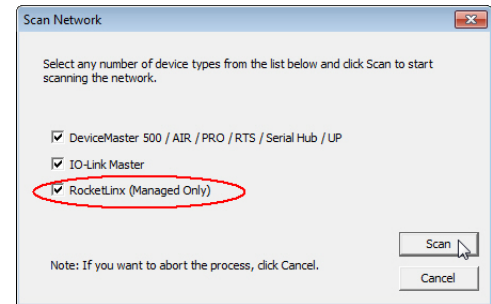 Scan Network
Select any number of device types from the list below and click Scan to start
scanning the network.
DeviceMaster 500 / AIR / PRO / RTS / Serial Hub / UP
IO-Link Master
RocketLinx (Managed Only)
Scan
Note: If you want to abort the process, click Cancel.
Cancel